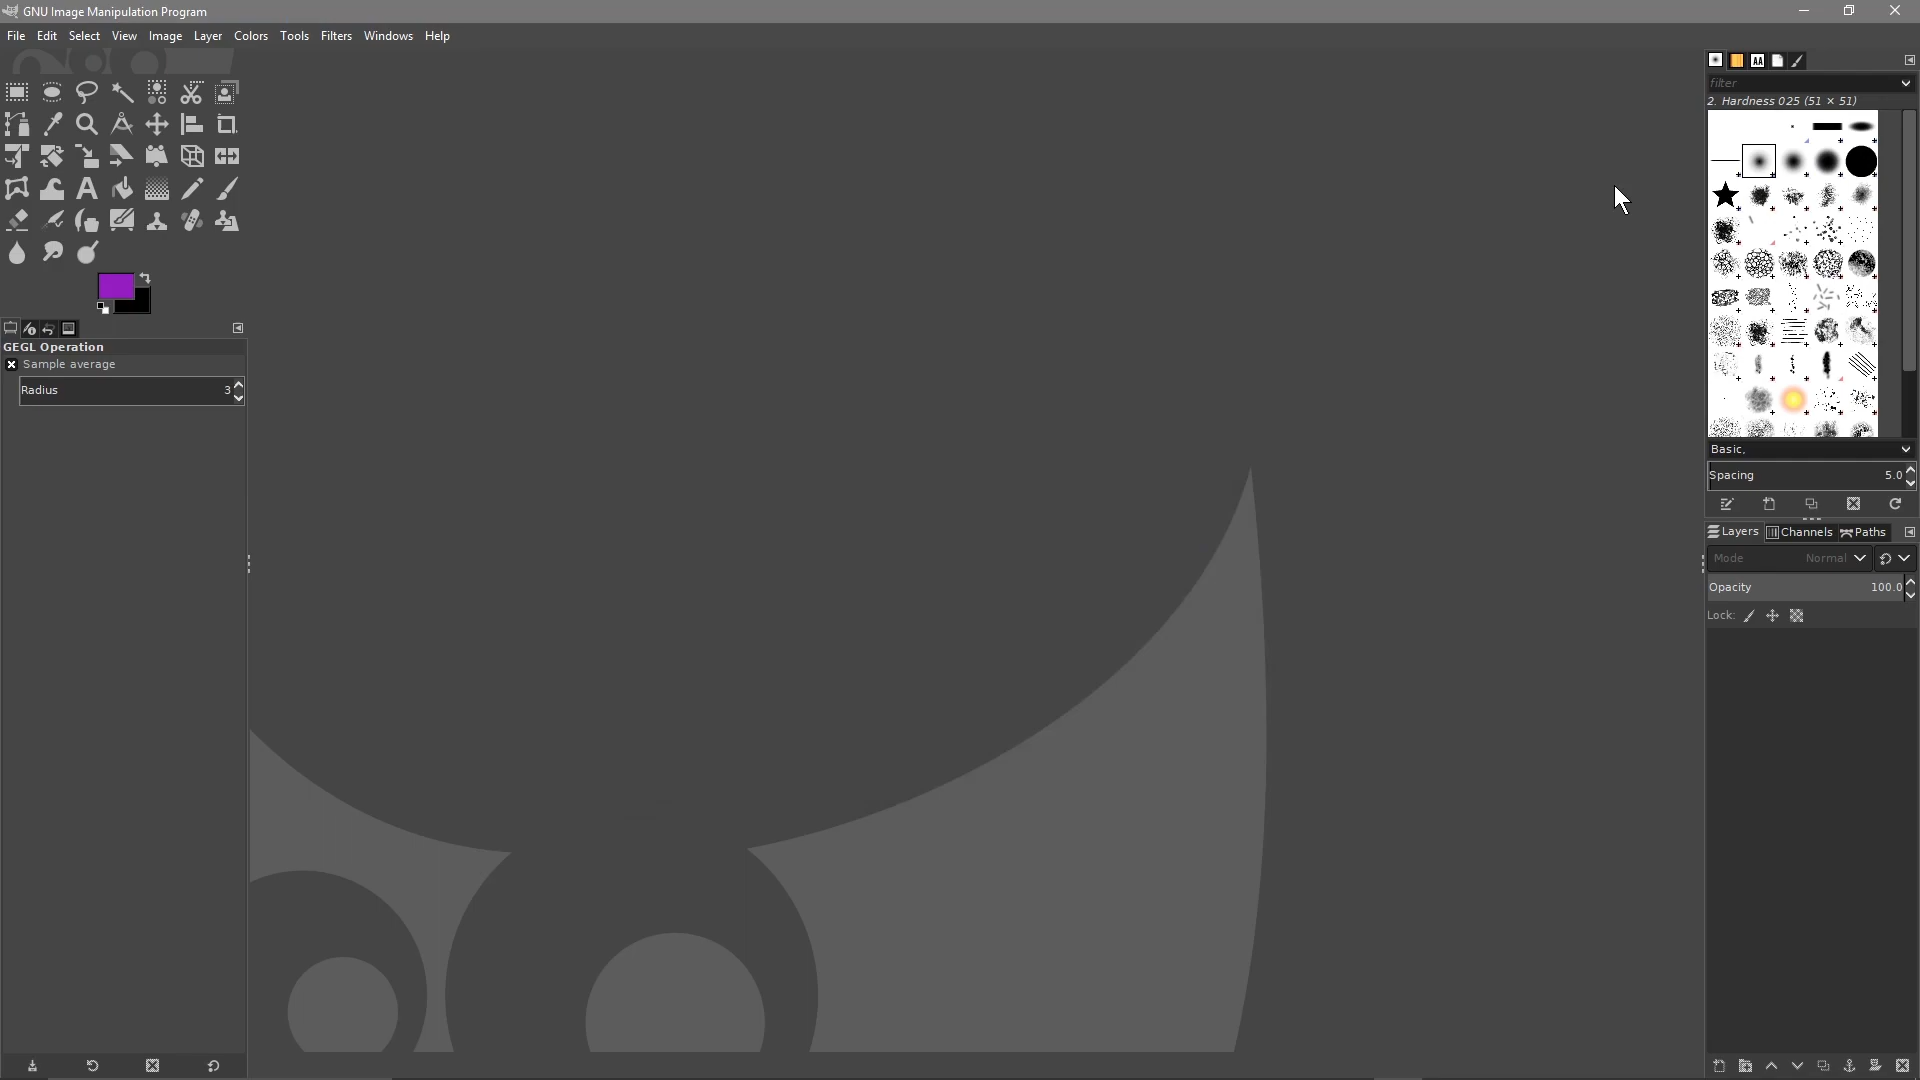 GNU Image Manipulation Program
File Edit Select View Image Layer Colors Tools Filters Windows Help
filter
2. Hardness 025 (51 × 51)
A
AA
GEGL Operation
Sample average
Radius 3
Basic,
Spacing 5.0
Layers Channels Paths
Mode Normal
Opacity 100.0
Lock: